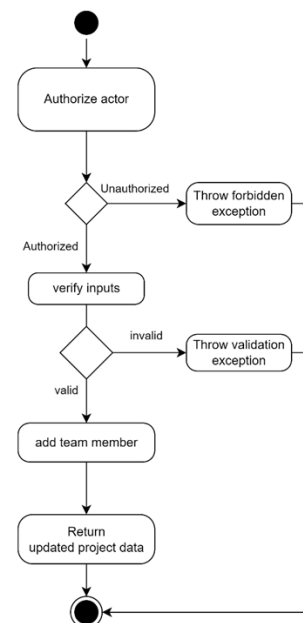 Authorize actor
Unauthorized
Throw forbidden
exception
Authorized
verify inputs
invalid
Throw validation
exception
valid
add team member
Return
updated project data